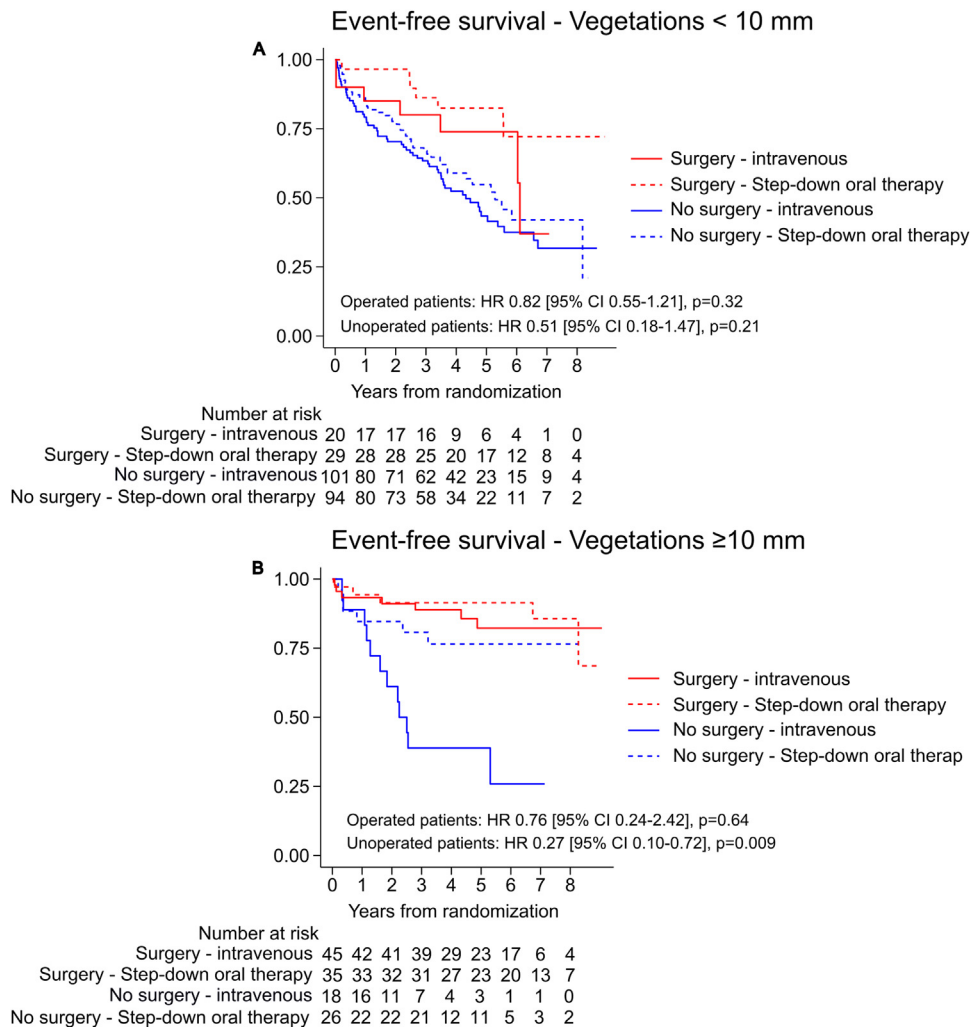 Event-free survival - Vegetations < 10 mm
A
1.00
0.75
0.50
0.25
0.00
Surgery - intravenous
Surgery - Step-down oral therapy
No surgery - intravenous
No surgery - Step-down oral therapy
Operated patients: HR 0.82 [95% CI 0.55-1.21], p=0.32
Unoperated patients: HR 0.51 [95% CI 0.18-1.47], p=0.21
0 1 2 3 4 5 6 7 8
Years from randomization
Number at risk
Surgery - intravenous 20 17 17 16 9 6 4 1 0
Surgery - Step-down oral therapy 29 28 28 25 20 17 12 8 4
No surgery - intravenous 101 80 71 62 42 23 15 9 4
No surgery - Step-down oral therarpy 94 80 73 58 34 22 11 7 2
Event-free survival - Vegetations ≥10 mm
B
1.00
0.75
0.50
0.25
0.00
Surgery - intravenous
Surgery - Step-down oral therapy
No surgery - intravenous
No surgery - Step-down oral therap
Operated patients: HR 0.76 [95% CI 0.24-2.42], p=0.64
Unoperated patients: HR 0.27 [95% CI 0.10-0.72], p=0.009
0 1 2 3 4 5 6 7 8
Years from randomization
Number at risk
Surgery - intravenous 45 42 41 39 29 23 17 6 4
Surgery - Step-down oral therapy 35 33 32 31 27 23 20 13 7
No surgery - intravenous 18 16 11 7 4 3 1 1 0
No surgery - Step-down oral therapy 26 22 22 21 12 11 5 3 2